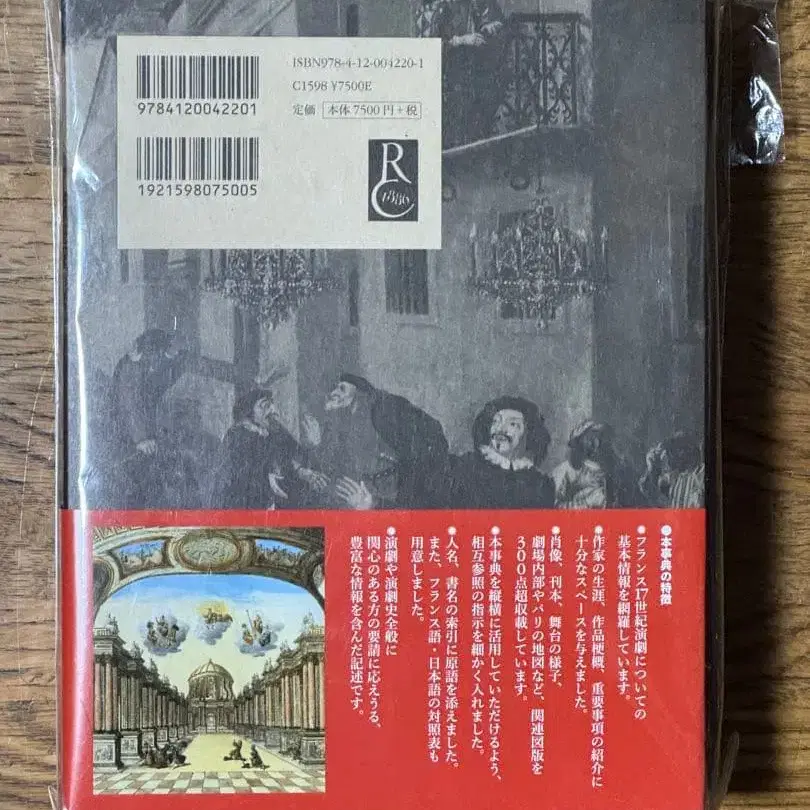 ISBN978-4-12-004220-1
C1598 ¥7500E
定価 本体7500円+税
9784120042201
1921598075005
RC
1886
●本事典の特徴
●フランス17世紀演劇についての
基本情報を網羅しています。
●作家の生涯、作品梗概、重要事項の紹介に
十分なスペースを与えました。
●肖像、刊本、舞台の様子、
劇場内部やパリの地図など、関連図版を
300点超収載しています。
●本事典を縦横に活用していただけるよう、
相互参照の指示を細かく入れました。
●人名、書名の索引に原語を添えました。
また、フランス語・日本語の対照表も
用意しました。
●演劇や演劇史全般に
関心のある方の要請に応えうる、
豊富な情報を含んだ記述です。